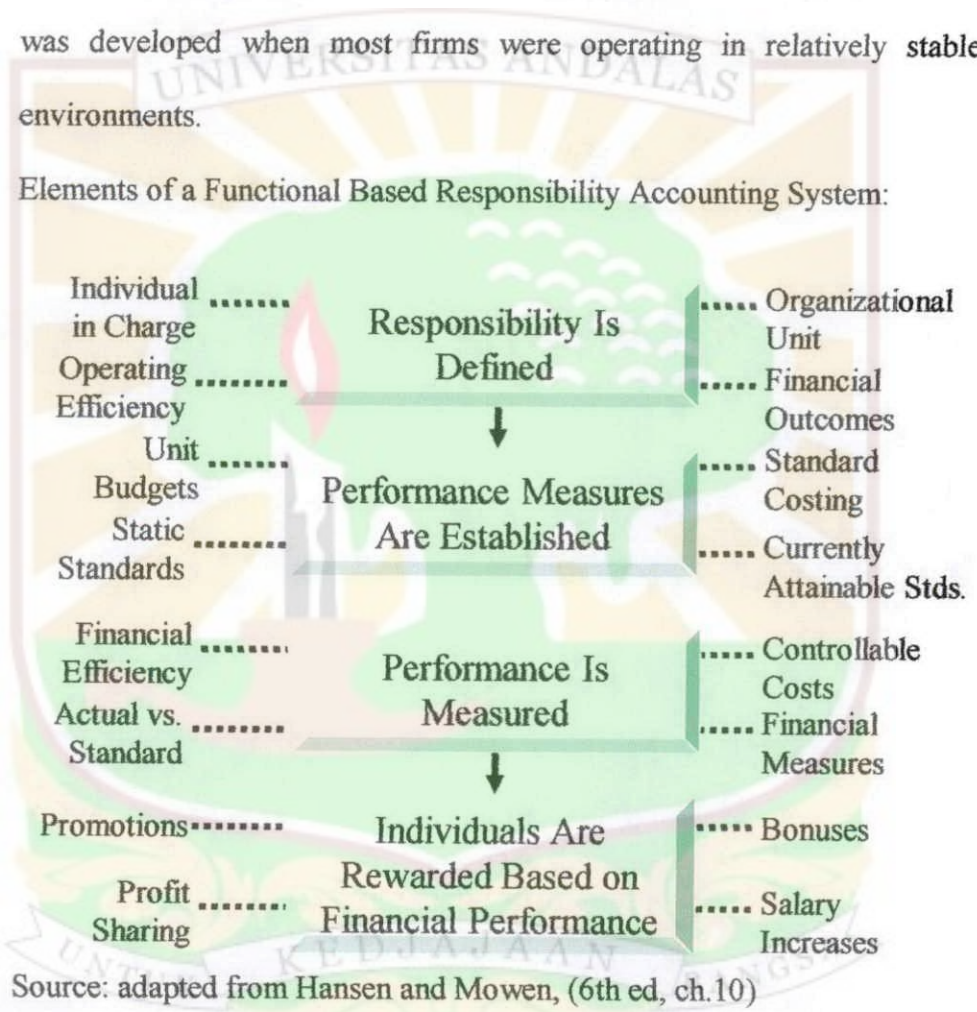 was developed when most firms were operating in relatively stable
environments.
UNIVERSITAS ANDALAS
Elements of a Functional Based Responsibility Accounting System:
Individual
in Charge
Operating
Efficiency
Responsibility Is
Defined
Organizational
Unit
Financial
Outcomes
Unit
Budgets
Static
Standards
Performance Measures
Are Established
Standard
Costing
Currently
Attainable Stds.
Financial
Efficiency
Actual vs.
Standard
Performance Is
Measured
Controllable
Costs
Financial
Measures
Promotions
Profit
Sharing
Individuals Are
Rewarded Based on
Financial Performance
Bonuses
Salary
Increases
KEDJAJAAN
Source: adapted from Hansen and Mowen, (6th ed, ch.10)